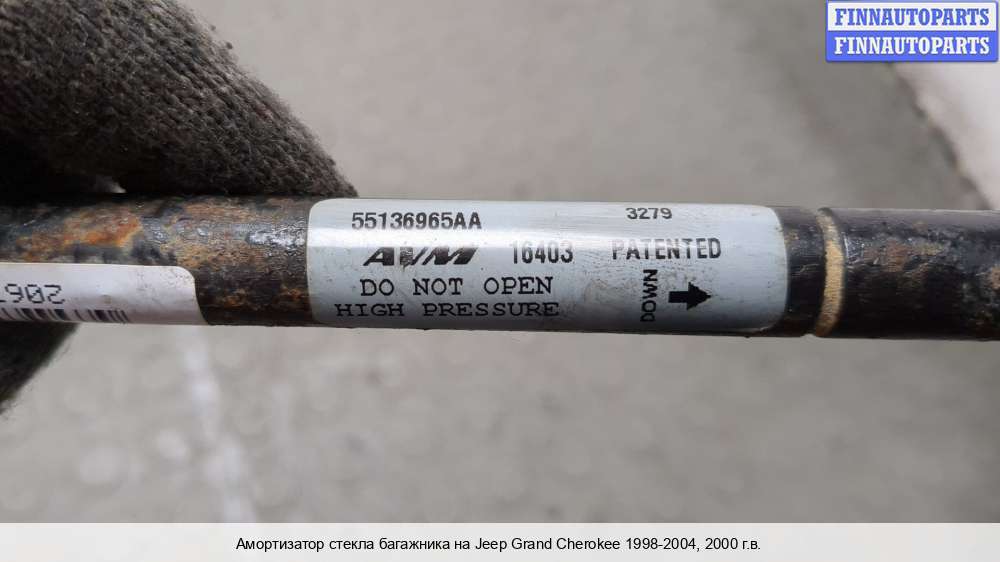 FINNAUTOPARTS
FINNAUTOPARTS
55136965AA 3279
AVM 16403 PATENTED
DO NOT OPEN
HIGH PRESSURE
DOWN
Амортизатор стекла багажника на Jeep Grand Cherokee 1998-2004, 2000 г.в.